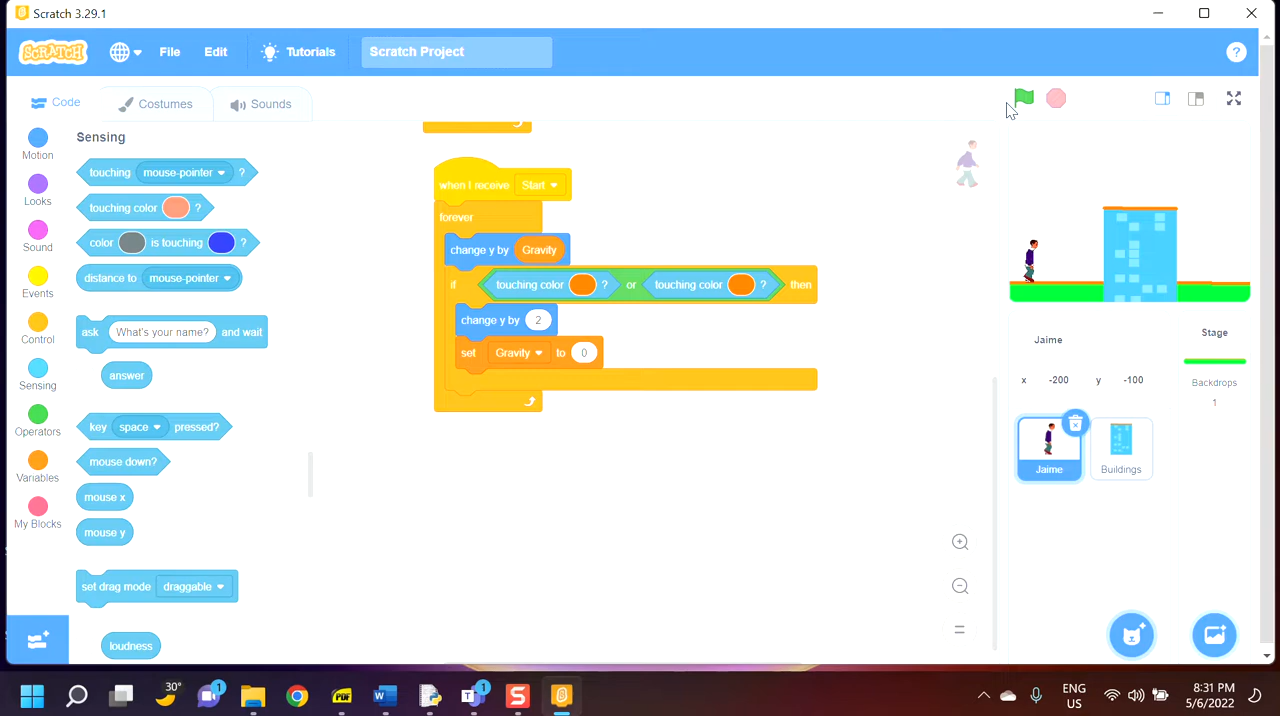 Scratch 3.29.1
SCRATCH File Edit Tutorials Scratch Project ?
Code Costumes Sounds
Motion
Looks
Sound
Events
Control
Sensing
Operators
Variables
My Blocks
Sensing
touching mouse-pointer ?
touching color ?
color is touching ?
distance to mouse-pointer
ask What's your name? and wait
answer
key space pressed?
mouse down?
mouse x
mouse y
set drag mode draggable
loudness
when I receive Start
forever
change y by Gravity
if touching color ? or touching color ? then
change y by 2
set Gravity to 0
Jaime
x -200 y -100
Jaime
Buildings
Stage
Backdrops
1
30° 1 PDF W T 1 S
ENG
US
8:31 PM
5/6/2022